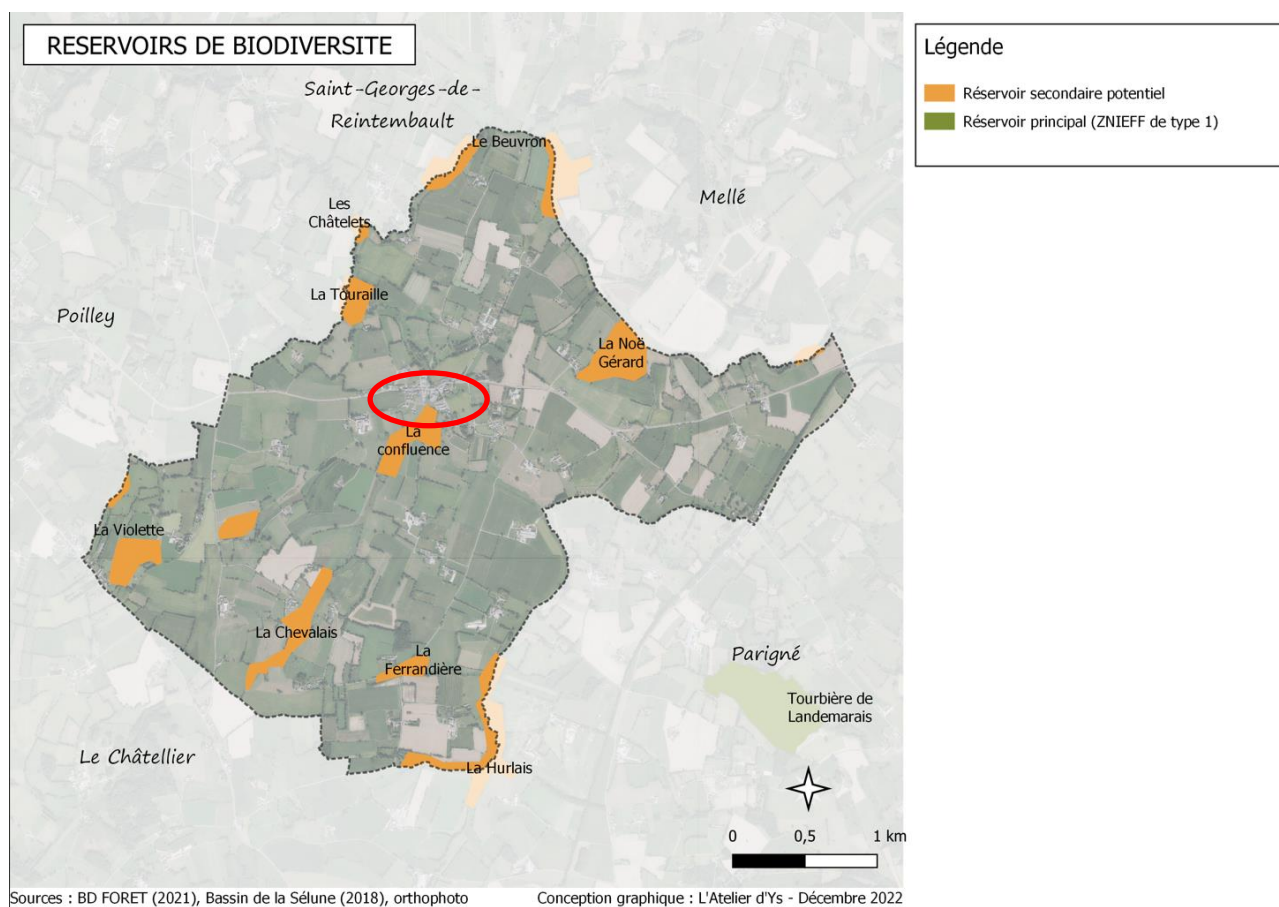 RESERVOIRS DE BIODIVERSITE
Légende
Réservoir secondaire potentiel
Réservoir principal (ZNIEFF de type 1)
Saint-Georges-de-
Reintembault
Le Beuvron
Mellé
Les
Châtelets
La Touraille
Poilley
La Noë
Gérard
La
confluence
La Violette
La Chevalais
La
Ferrandière
Parigné
Tourbière de
Landemarais
Le Châtellier
La Hurlais
0 0,5 1 km
Sources : BD FORET (2021), Bassin de la Sélune (2018), orthophoto
Conception graphique : L'Atelier d'Ys - Décembre 2022